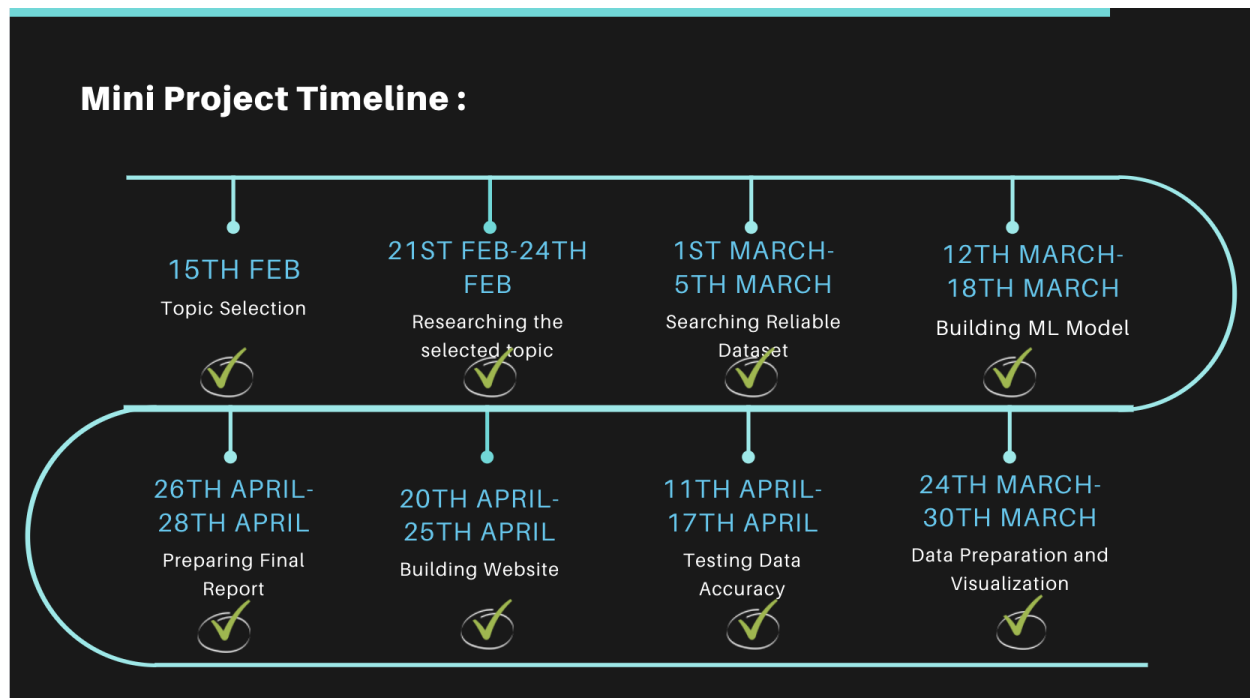 Mini Project Timeline :
15TH FEB
Topic Selection
21ST FEB-24TH
FEB
Researching the
selected topic
1ST MARCH-
5TH MARCH
Searching Reliable
Dataset
12TH MARCH-
18TH MARCH
Building ML Model
24TH MARCH-
30TH MARCH
Data Preparation and
Visualization
11TH APRIL-
17TH APRIL
Testing Data
Accuracy
20TH APRIL-
25TH APRIL
Building Website
26TH APRIL-
28TH APRIL
Preparing Final
Report